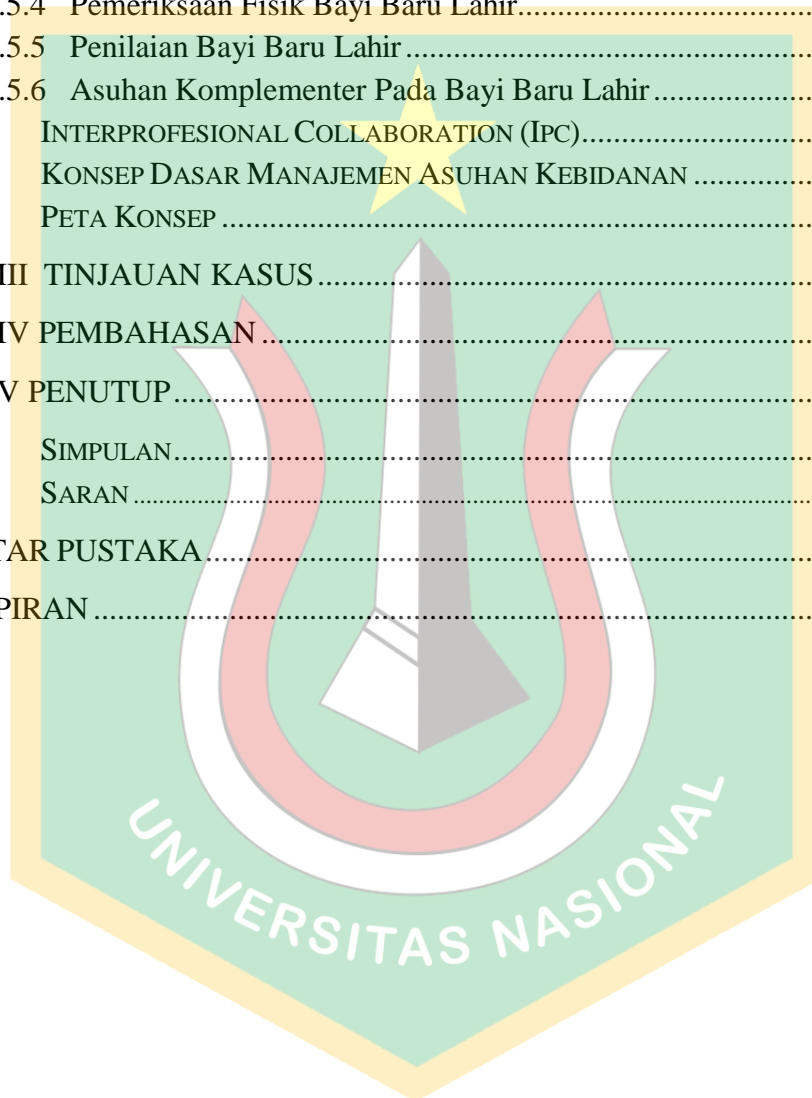 .5.4 Pemeriksaan Fisik Bayi Baru Lahir................................
.5.5 Penilaian Bayi Baru Lahir................................
.5.6 Asuhan Komplementer Pada Bayi Baru Lahir................................
INTERPROFESIONAL COLLABORATION (IPC)................................
KONSEP DASAR MANAJEMEN ASUHAN KEBIDANAN................................
PETA KONSEP................................
III TINJAUAN KASUS................................
IV PEMBAHASAN................................
V PENUTUP................................
SIMPULAN................................
SARAN................................
TAR PUSTAKA................................
PIRAN................................
UNIVERSITAS NASIONAL